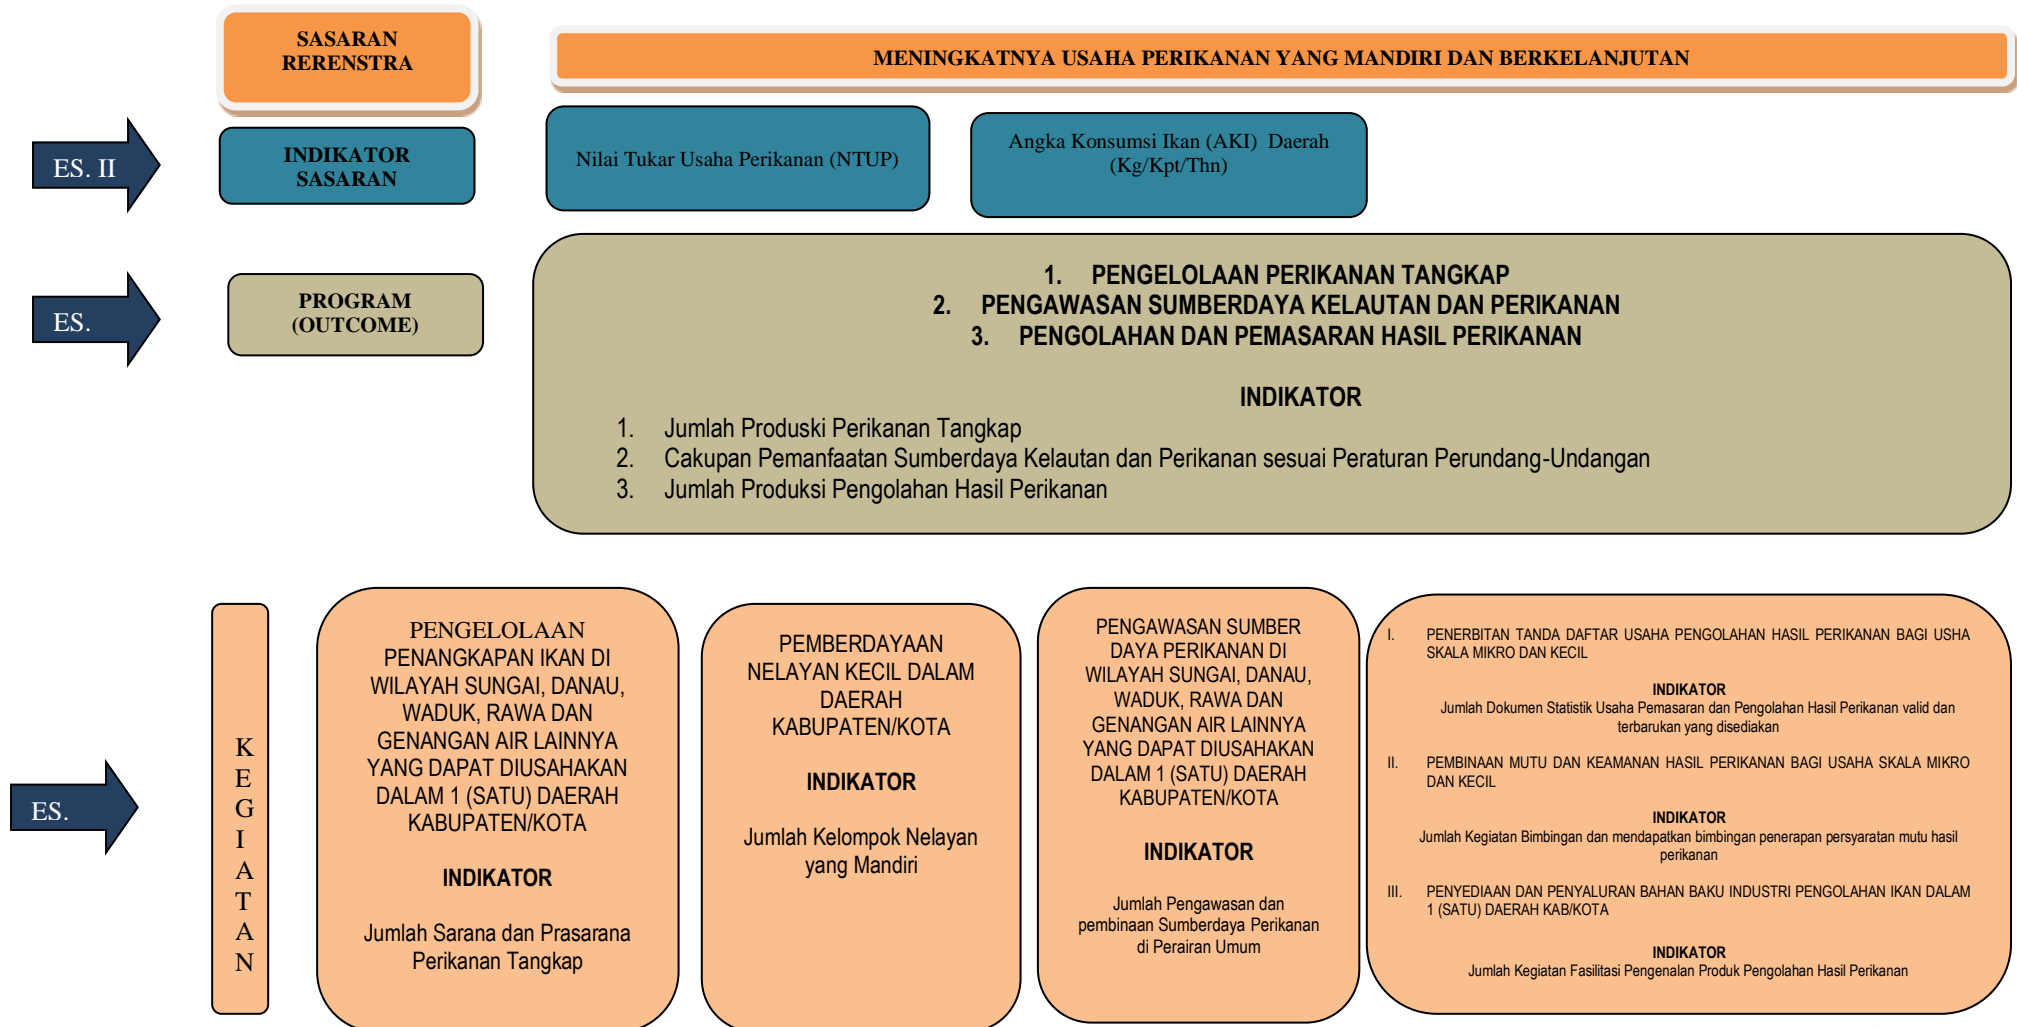 SASARAN
RERENSTRA
MENINGKATNYA USAHA PERIKANAN YANG MANDIRI DAN BERKELANJUTAN
ES. II
INDIKATOR
SASARAN
Nilai Tukar Usaha Perikanan (NTUP)
Angka Konsumsi Ikan (AKI) Daerah
(Kg/Kpt/Thn)
ES.
PROGRAM
(OUTCOME)
1. PENGELOLAAN PERIKANAN TANGKAP
2. PENGAWASAN SUMBERDAYA KELAUTAN DAN PERIKANAN
3. PENGOLAHAN DAN PEMASARAN HASIL PERIKANAN
INDIKATOR
1. Jumlah Produski Perikanan Tangkap
2. Cakupan Pemanfaatan Sumberdaya Kelautan dan Perikanan sesuai Peraturan Perundang-Undangan
3. Jumlah Produksi Pengolahan Hasil Perikanan
ES.
K
E
G
I
A
T
A
N
PENGELOLAAN
PENANGKAPAN IKAN DI
WILAYAH SUNGAI, DANAU,
WADUK, RAWA DAN
GENANGAN AIR LAINNYA
YANG DAPAT DIUSAHAKAN
DALAM 1 (SATU) DAERAH
KABUPATEN/KOTA
INDIKATOR
Jumlah Sarana dan Prasarana
Perikanan Tangkap
PEMBERDAYAAN
NELAYAN KECIL DALAM
DAERAH
KABUPATEN/KOTA
INDIKATOR
Jumlah Kelompok Nelayan
yang Mandiri
PENGAWASAN SUMBER
DAYA PERIKANAN DI
WILAYAH SUNGAI, DANAU,
WADUK, RAWA DAN
GENANGAN AIR LAINNYA
YANG DAPAT DIUSAHAKAN
DALAM 1 (SATU) DAERAH
KABUPATEN/KOTA
INDIKATOR
Jumlah Pengawasan dan
pembinaan Sumberdaya Perikanan
di Perairan Umum
I. PENERBITAN TANDA DAFTAR USAHA PENGOLAHAN HASIL PERIKANAN BAGI USHA
SKALA MIKRO DAN KECIL
INDIKATOR
Jumlah Dokumen Statistik Usaha Pemasaran dan Pengolahan Hasil Perikanan valid dan
terbarukan yang disediakan
II. PEMBINAAN MUTU DAN KEAMANAN HASIL PERIKANAN BAGI USAHA SKALA MIKRO
DAN KECIL
INDIKATOR
Jumlah Kegiatan Bimbingan dan mendapatkan bimbingan penerapan persyaratan mutu hasil
perikanan
III. PENYEDIAAN DAN PENYALURAN BAHAN BAKU INDUSTRI PENGOLAHAN IKAN DALAM
1 (SATU) DAERAH KAB/KOTA
INDIKATOR
Jumlah Kegiatan Fasilitasi Pengenalan Produk Pengolahan Hasil Perikanan